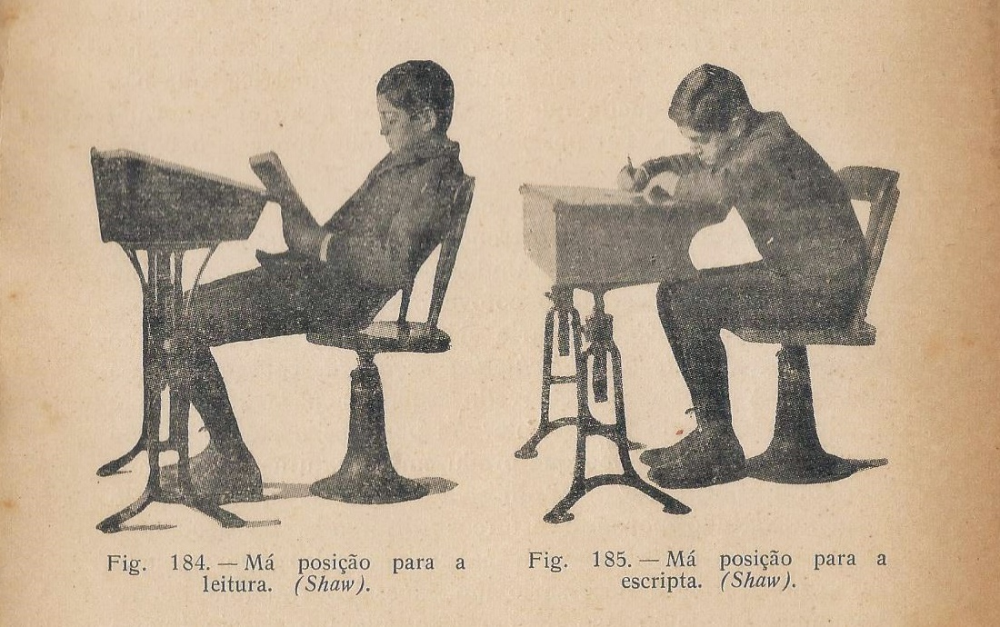 Fig. 184. — Má posição para a
leitura. (Shaw).
Fig. 185. — Má posição para a
escripta. (Shaw).